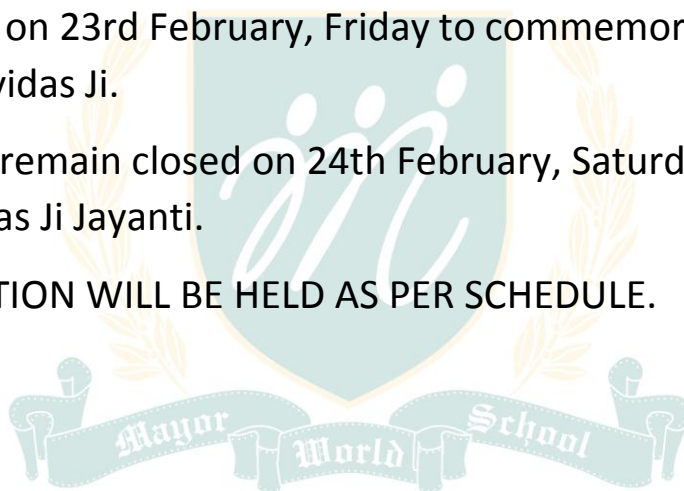 on 23rd February, Friday to commemor
vidas Ji.
remain closed on 24th February, Saturd
as Ji Jayanti.
TION WILL BE HELD AS PER SCHEDULE.
Mayor World School